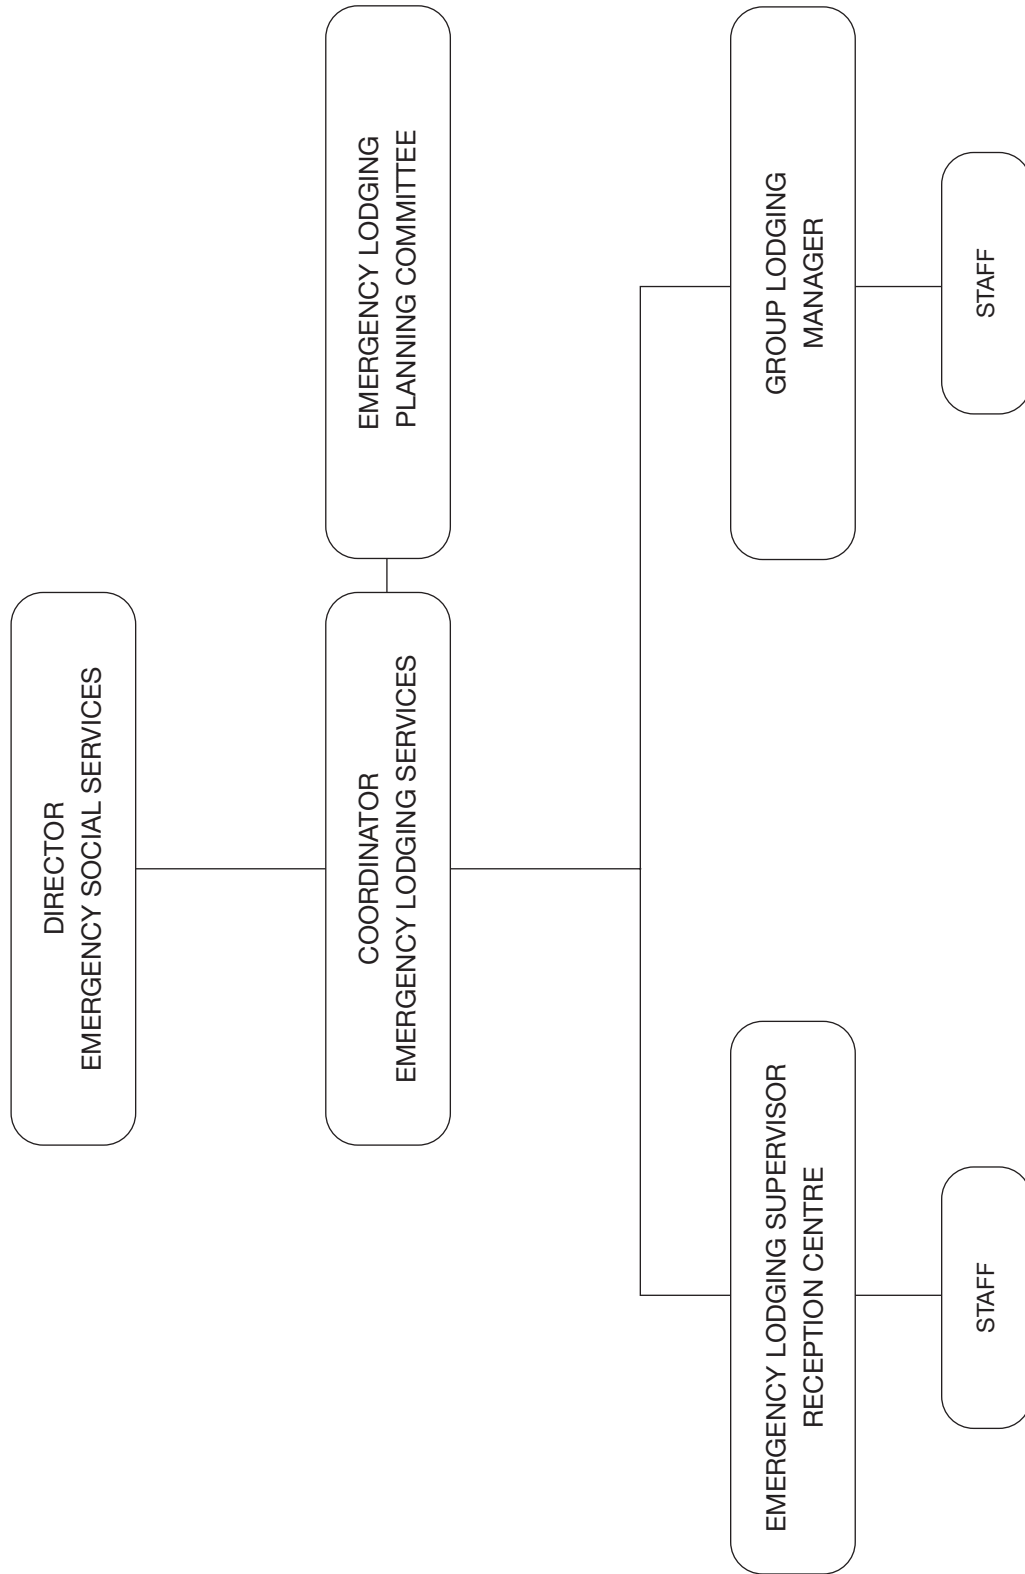 DIRECTOR
EMERGENCY SOCIAL SERVICES
COORDINATOR
EMERGENCY LODGING SERVICES
EMERGENCY LODGING
PLANNING COMMITTEE
EMERGENCY LODGING SUPERVISOR
RECEPTION CENTRE
GROUP LODGING
MANAGER
STAFF
STAFF